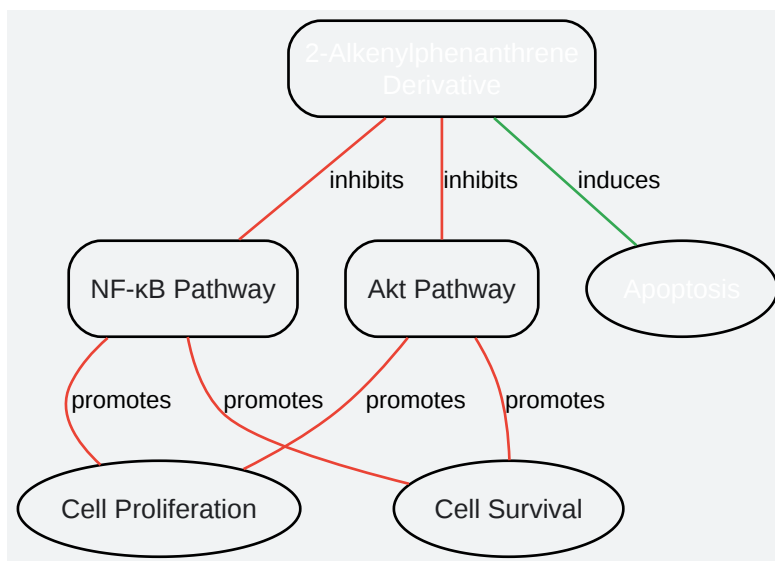 2-Alkenylphenanthrene
Derivative
inhibits
inhibits
induces
NF-κB Pathway
Akt Pathway
Apoptosis
promotes
promotes
promotes
promotes
Cell Proliferation
Cell Survival